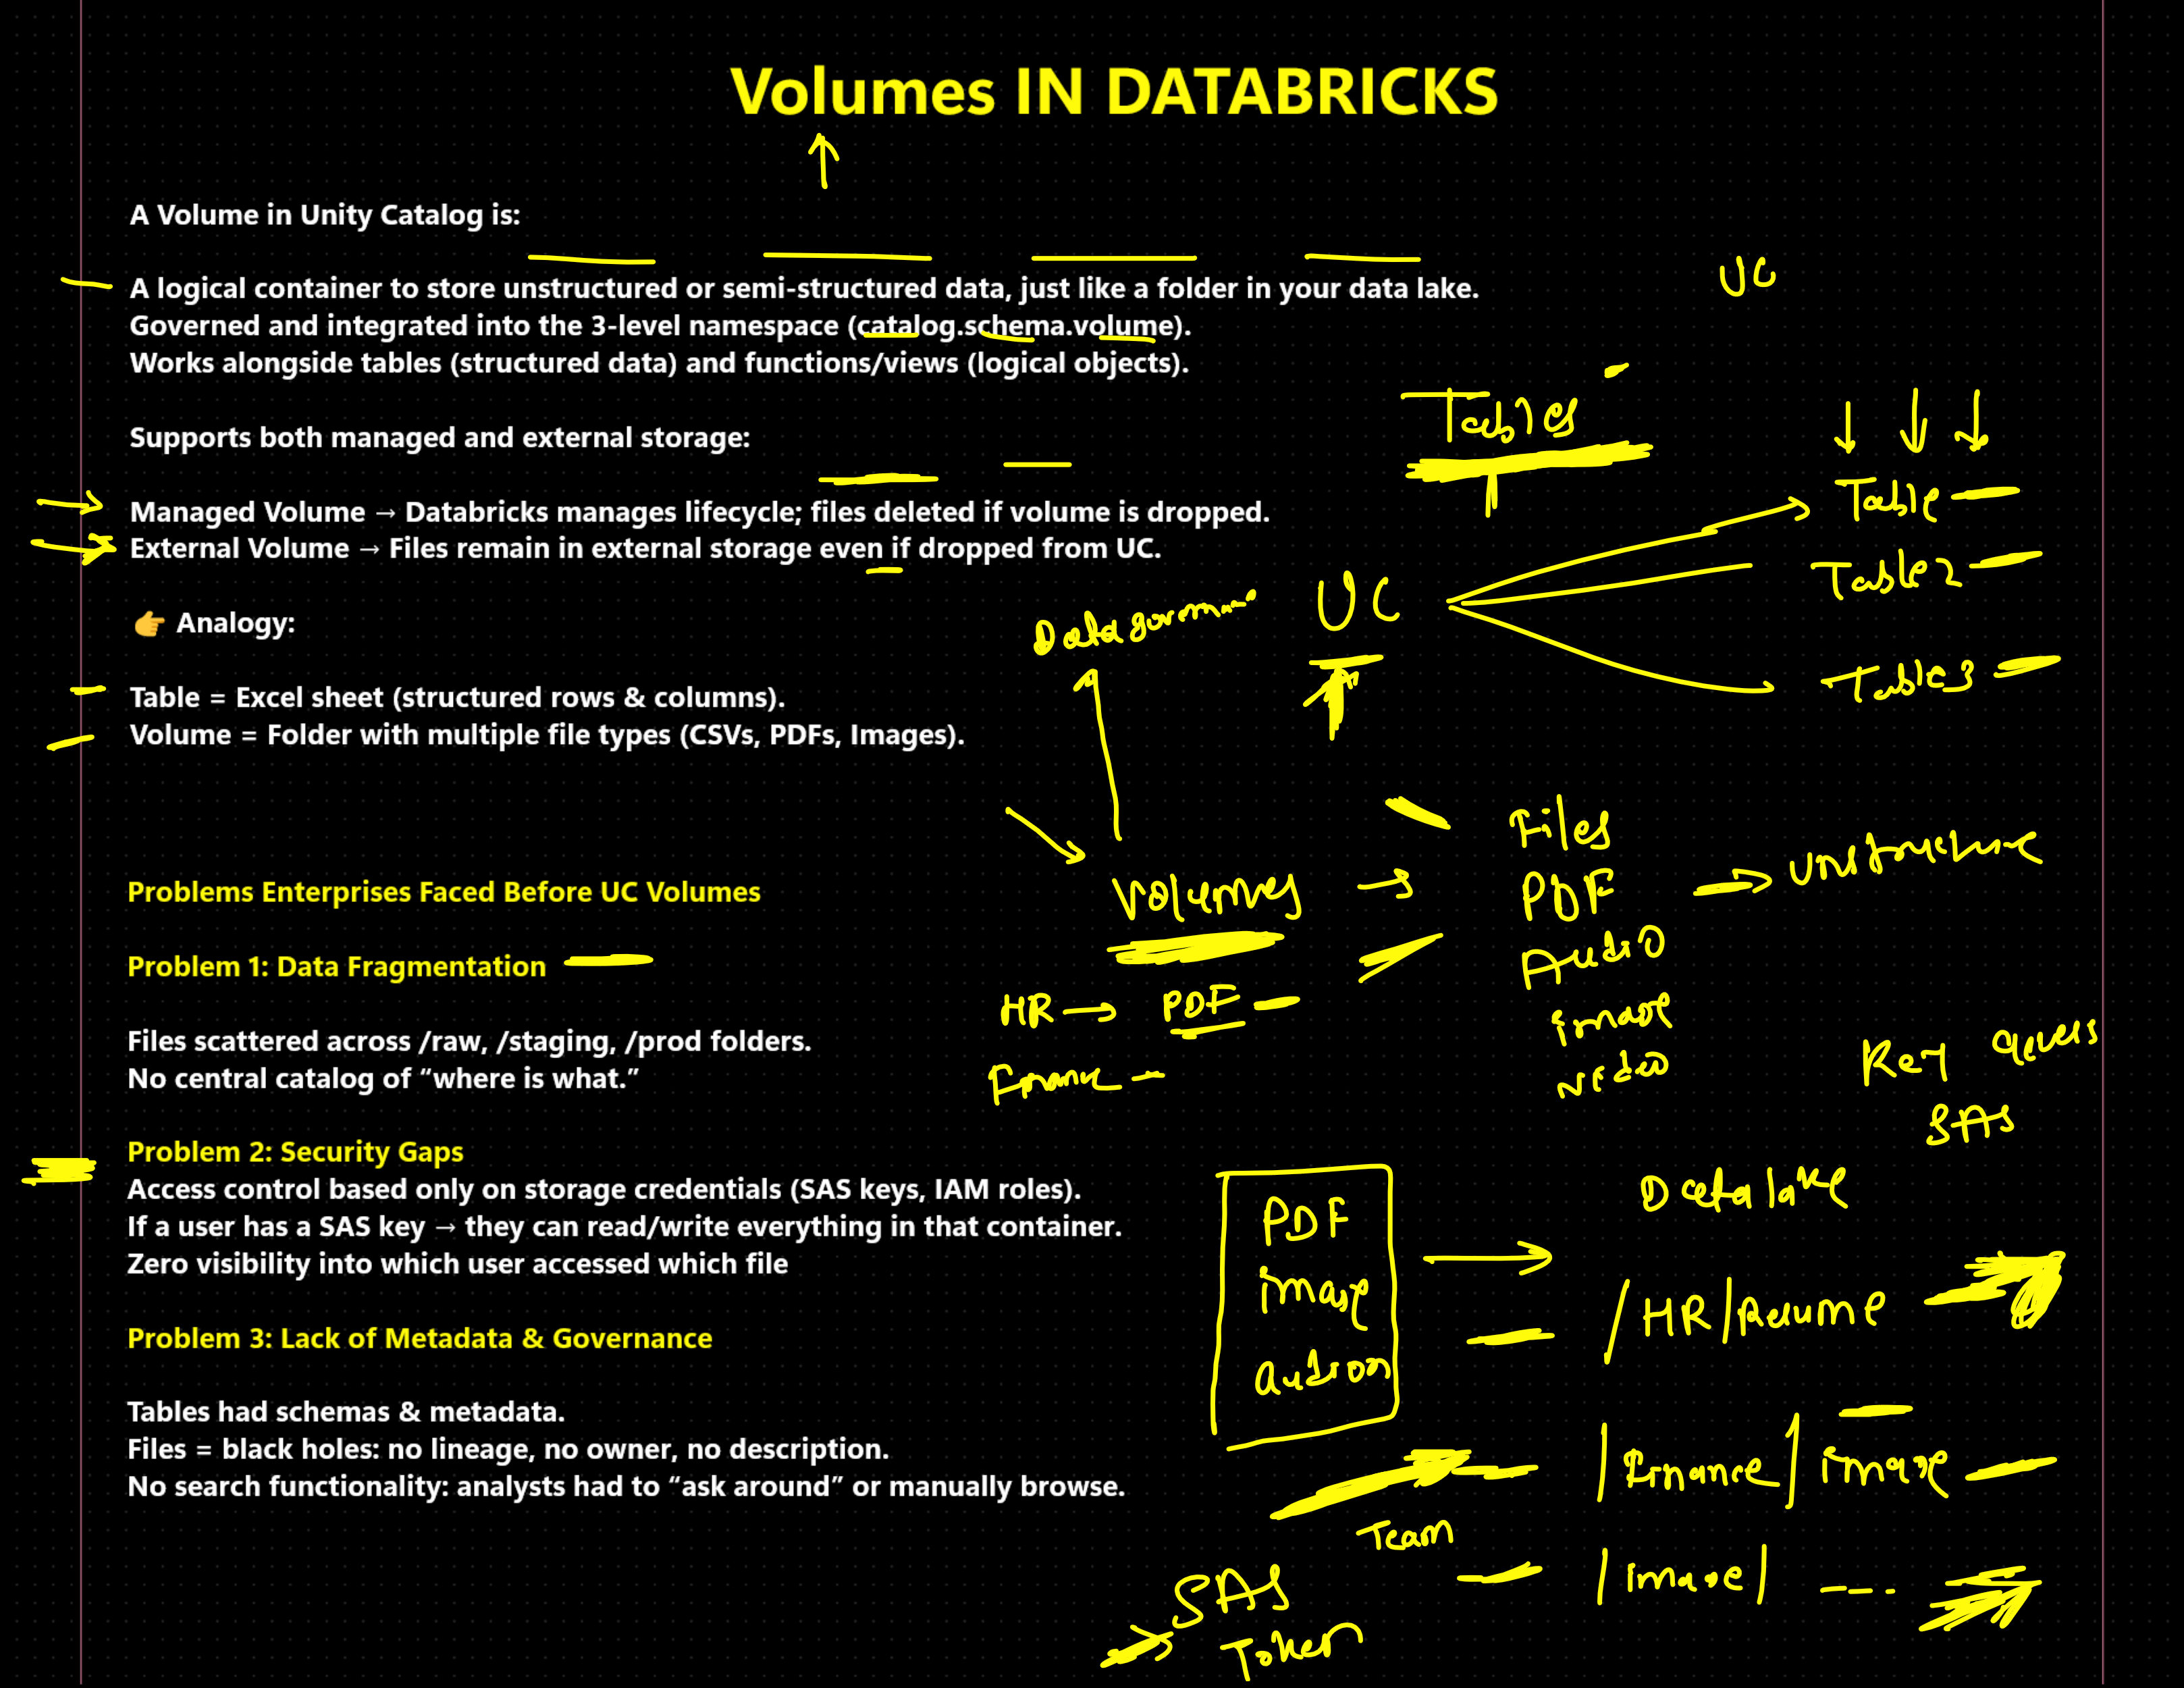 Volumes IN DATABRICKS
A Volume in Unity Catalog is:
A logical container to store unstructured or semi-structured data, just like a folder in your data lake.
Governed and integrated into the 3-level namespace (catalog.schema.volume).
Works alongside tables (structured data) and functions/views (logical objects).
Supports both managed and external storage:
Managed Volume → Databricks manages lifecycle; files deleted if volume is dropped.
External Volume → Files remain in external storage even if dropped from UC.
👉 Analogy:
Table = Excel sheet (structured rows & columns).
Volume = Folder with multiple file types (CSVs, PDFs, Images).
Problems Enterprises Faced Before UC Volumes
Problem 1: Data Fragmentation
Files scattered across /raw, /staging, /prod folders.
No central catalog of “where is what.”
Problem 2: Security Gaps
Access control based only on storage credentials (SAS keys, IAM roles).
If a user has a SAS key → they can read/write everything in that container.
Zero visibility into which user accessed which file
Problem 3: Lack of Metadata & Governance
Tables had schemas & metadata.
Files = black holes: no lineage, no owner, no description.
No search functionality: analysts had to “ask around” or manually browse.
UC
Tables
Table
Table2
Table3
UC
Data
Volumes →
Files
PDF
Audio
image
video
→ unstructure
HR → PDF
Finance
Key
SAS
Data lake
PDF
image
/HR/Resume
/Finance/image
/image/
Team
SAS
Token